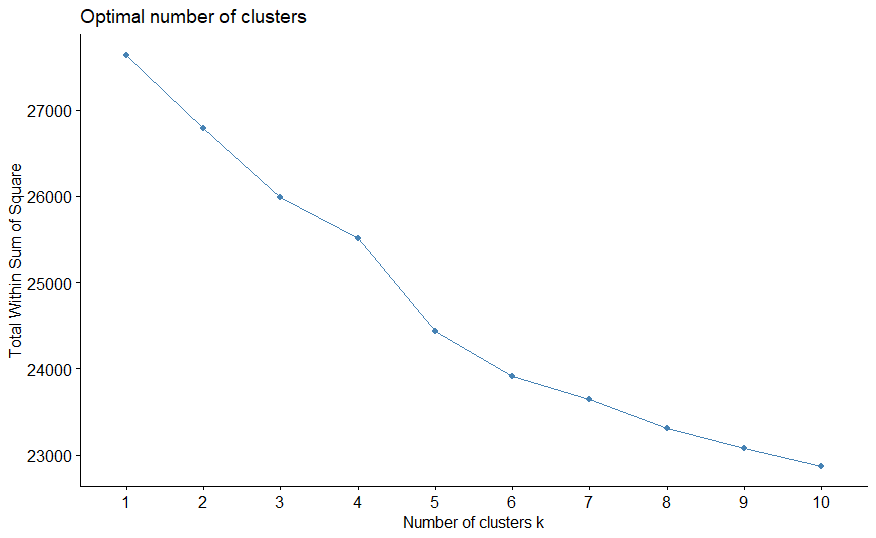 Optimal number of clusters
Total Within Sum of Square
27000
26000
25000
24000
23000
1 2 3 4 5 6 7 8 9 10
Number of clusters k